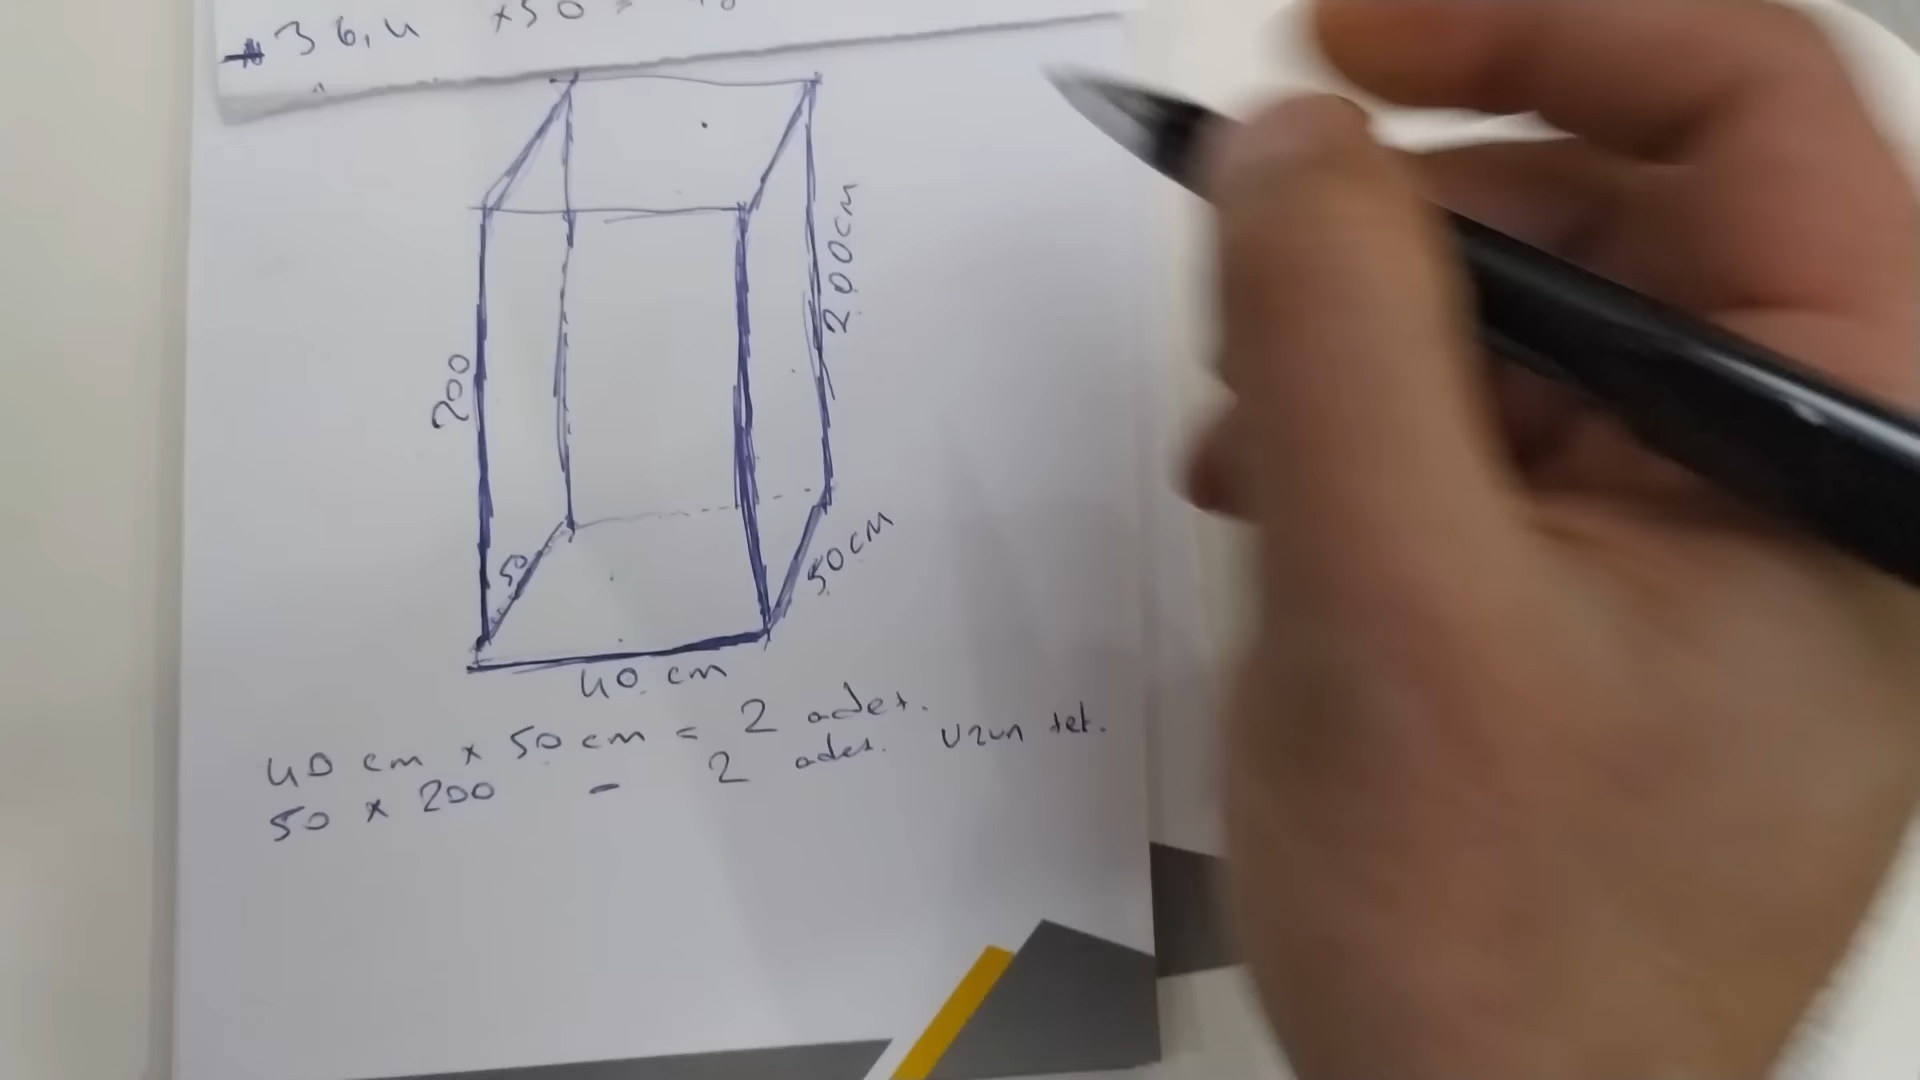 36,4 x50
200
200cm
50
50cm
40 cm
40 cm x 50 cm = 2 adet.
50 x 200 - 2 adet. uzun tet.